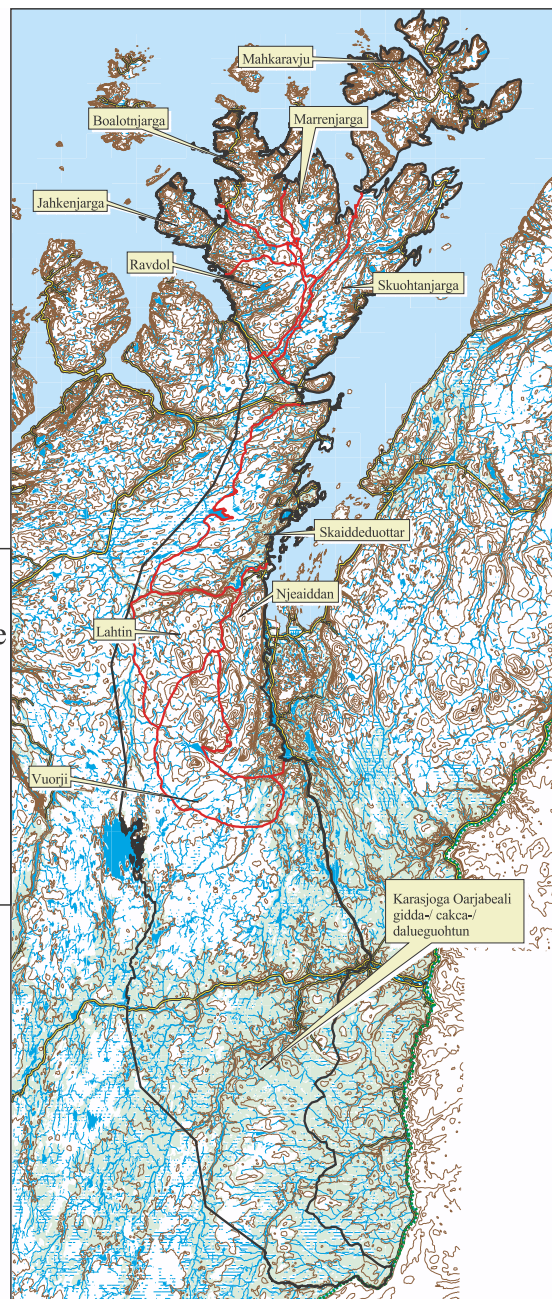 Mahkaravju
Boalotnjarga
Marrenjarga
Jahkenjarga
Ravdol
Skuohtanjarga
Skaiddeduottar
e
Njeaiddan
Lahtin
Vuorji
Karasjoga Oarjabeali
gidda-/ cakca-/
dalueguohtun